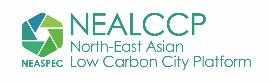 NEALCCP
North-East Asian
Low Carbon City Platform
NEASPEC